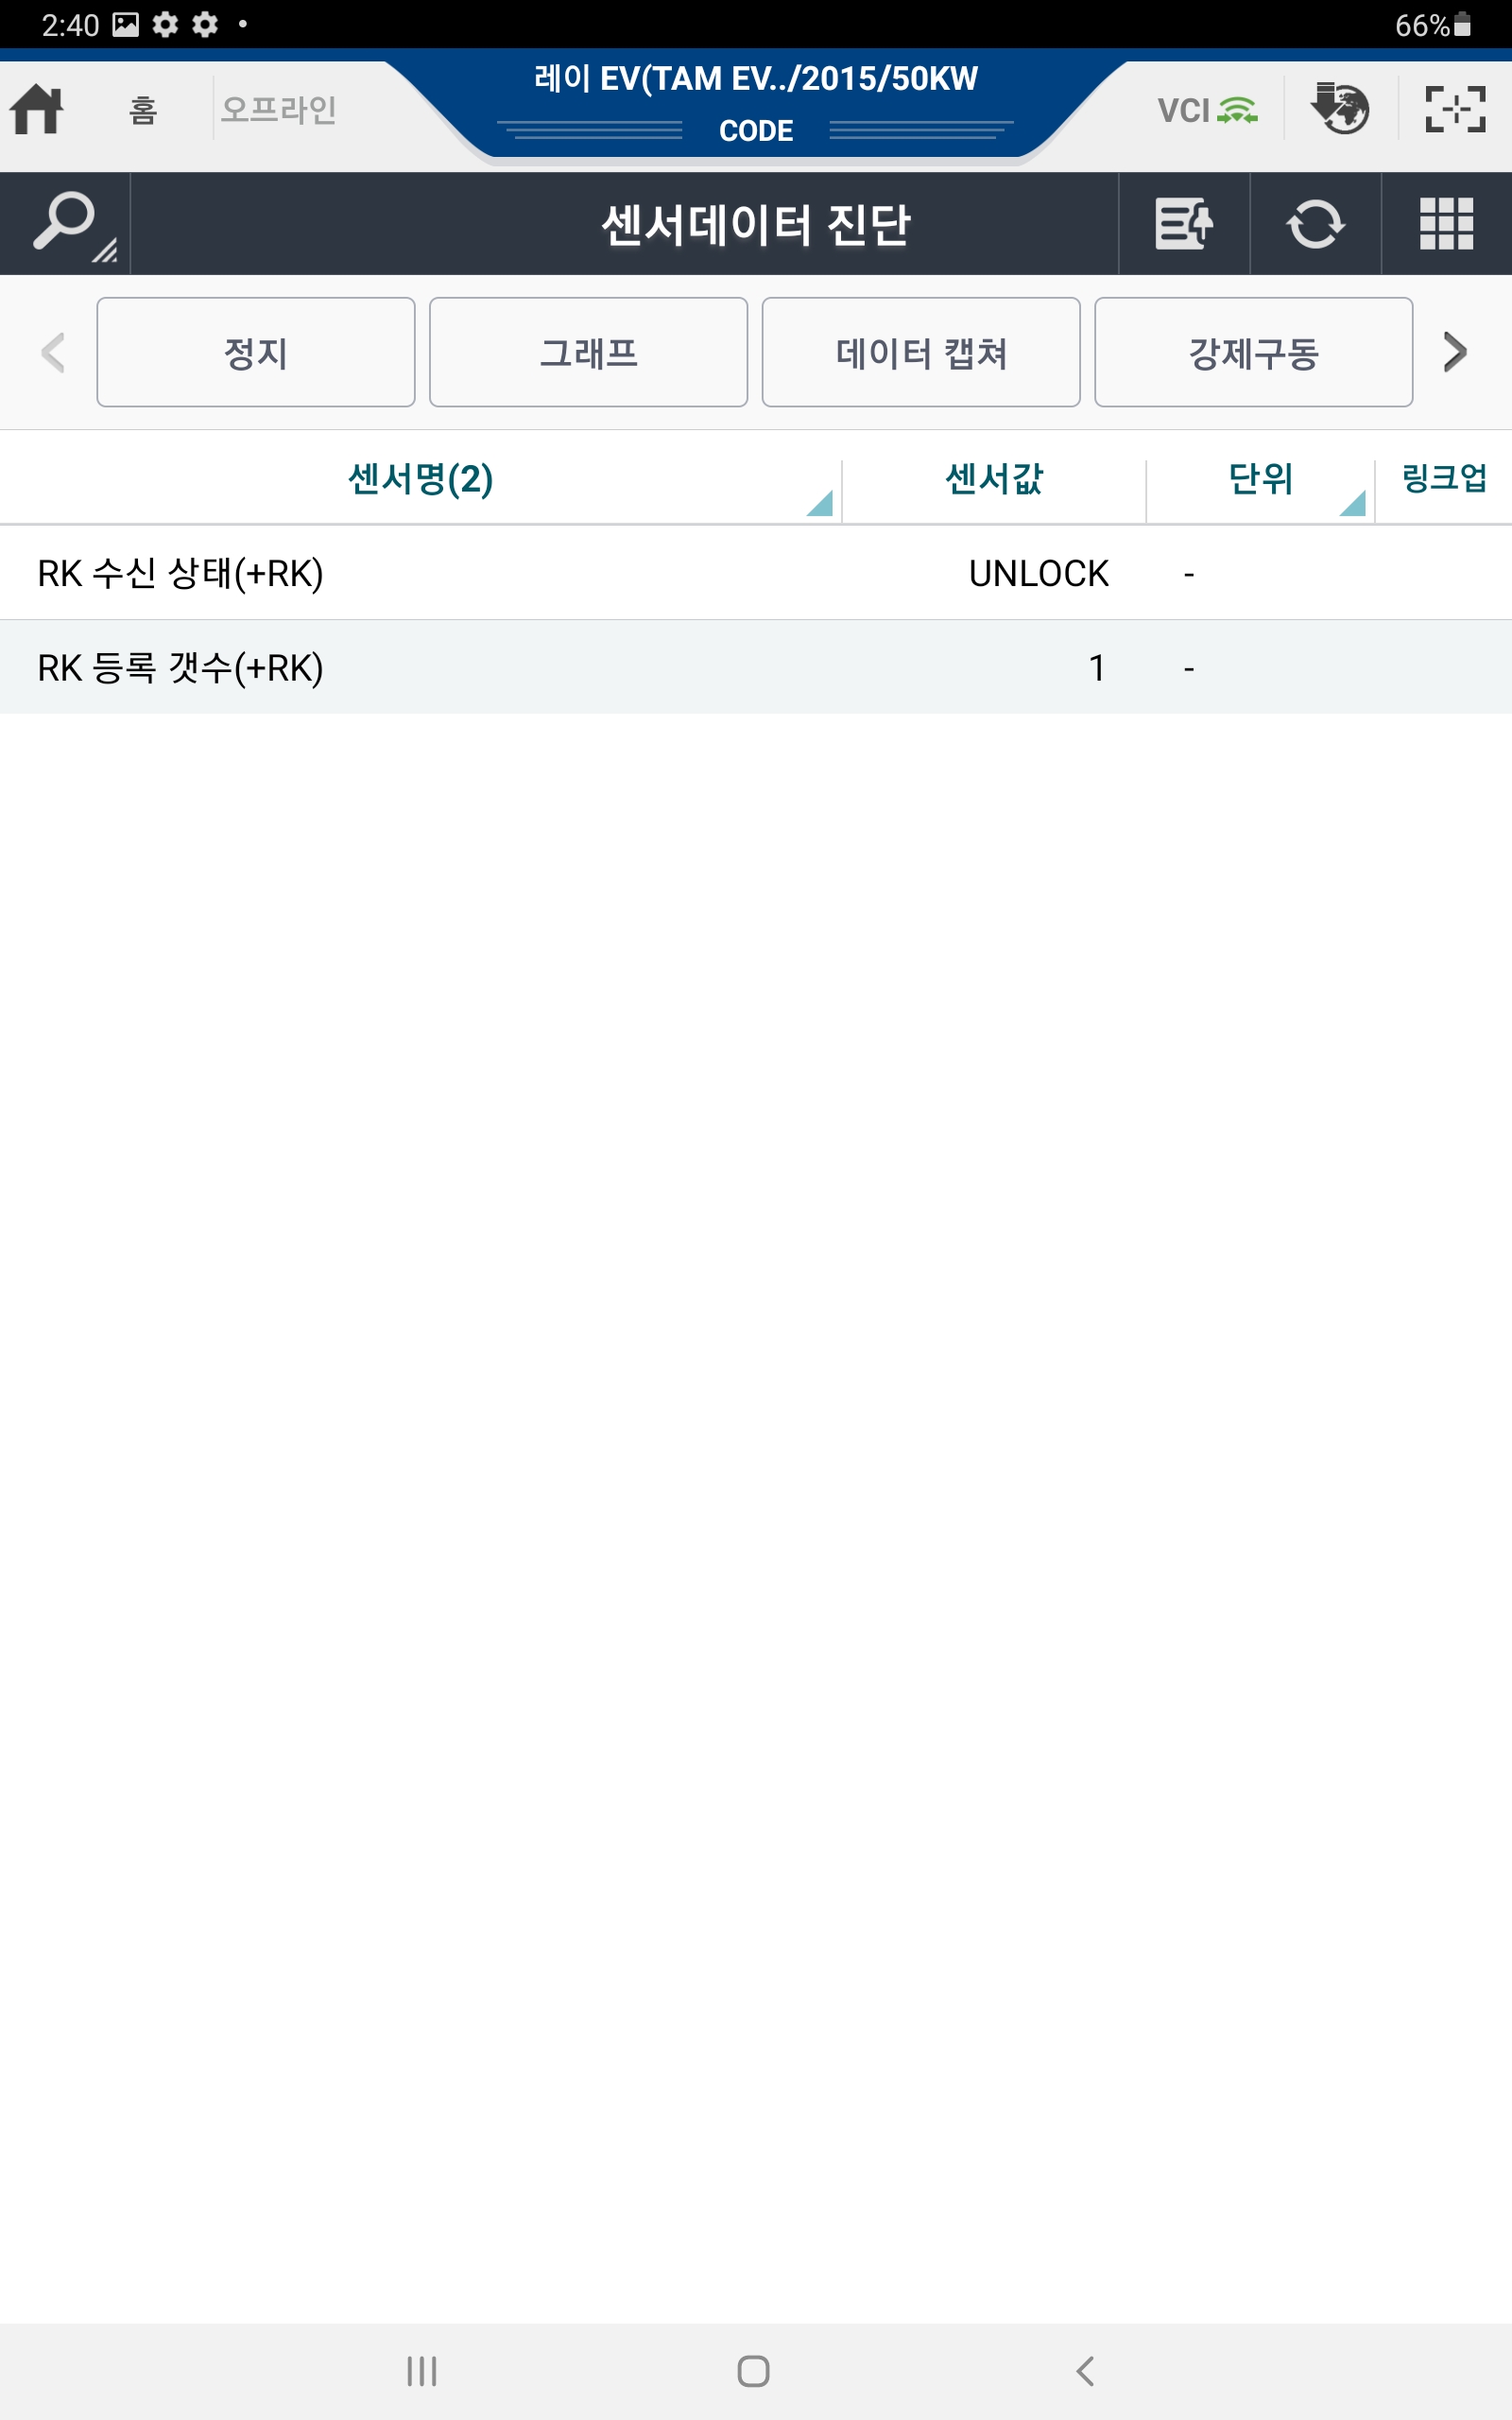 2:40
66%
레이 EV(TAM EV../2015/50KW
홈
오프라인
CODE
VCI
센서데이터 진단
정지
그래프
데이터 캡쳐
강제구동
센서명(2)
센서값
단위
링크업
RK 수신 상태(+RK)
UNLOCK
-
RK 등록 갯수(+RK)
1
-